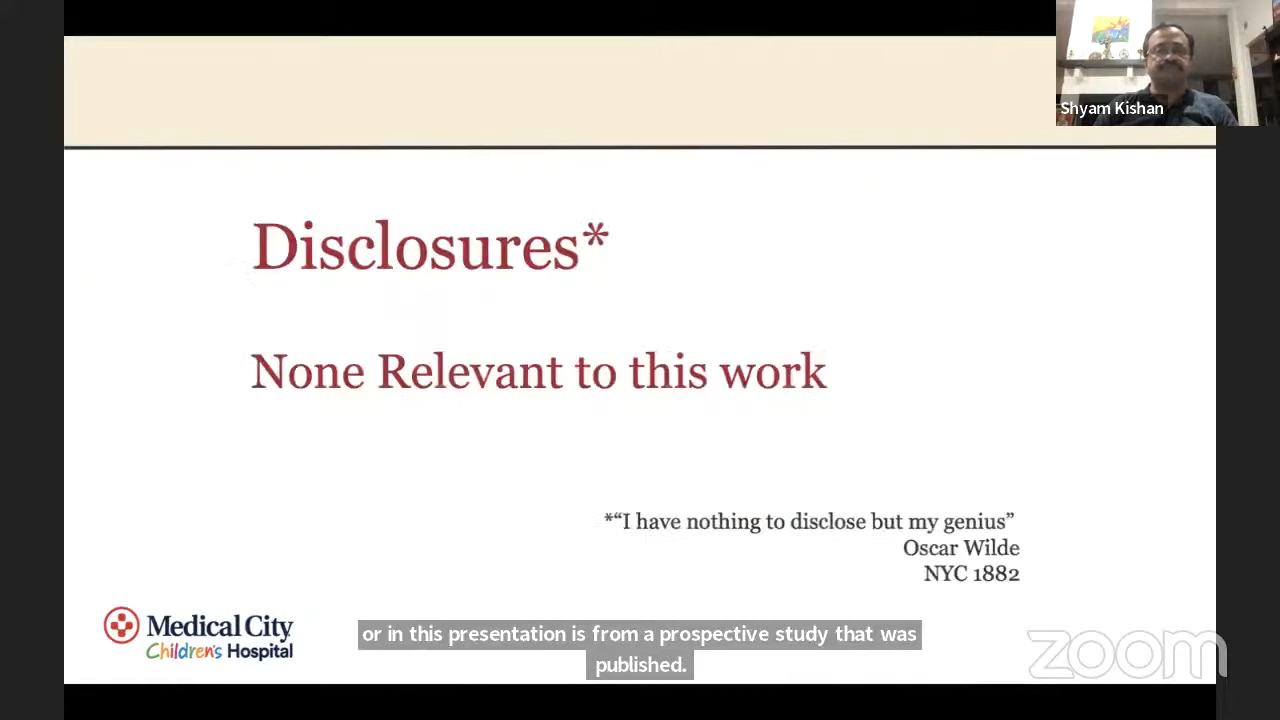 Shyam Kishan
Disclosures*
None Relevant to this work
*“I have nothing to disclose but my genius”
Oscar Wilde
NYC 1882
Medical City
Children's Hospital
or in this presentation is from a prospective study that was
published.
zoom